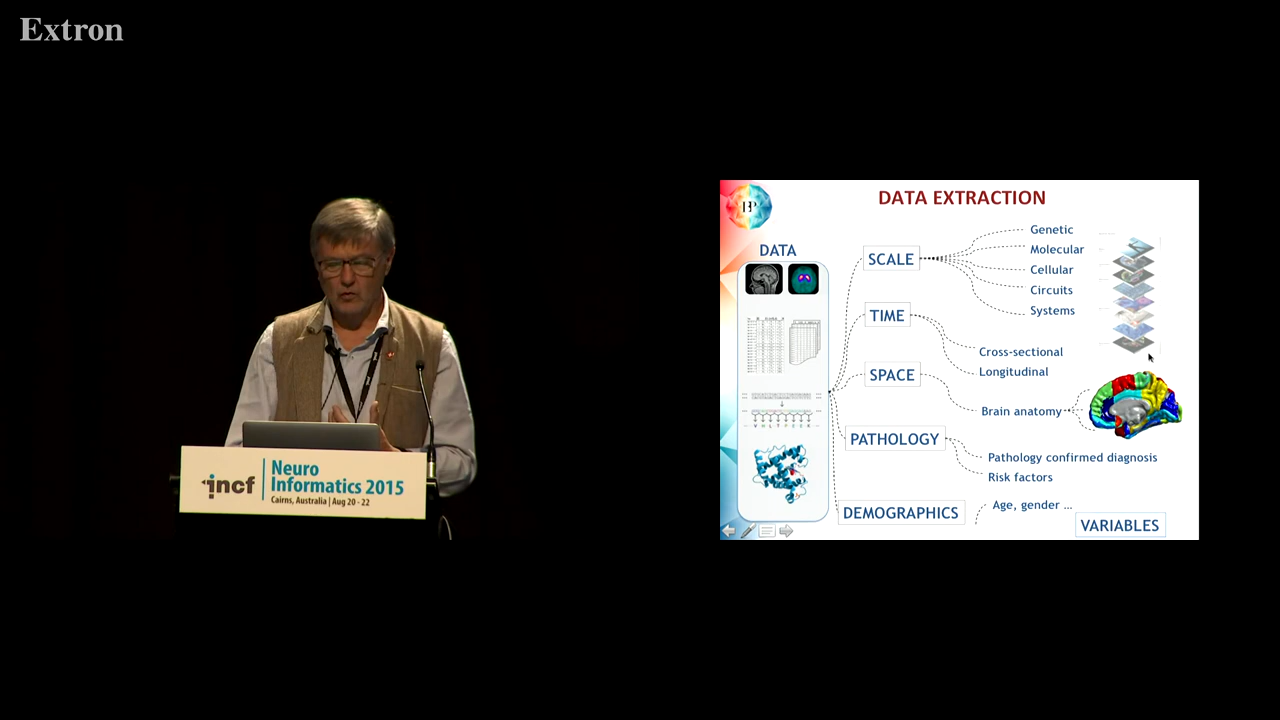 Extron
incf
Neuro
Informatics 2015
Cairns, Australia | Aug 20 - 22
DATA EXTRACTION
DATA
SCALE
Genetic
Molecular
Cellular
Circuits
Systems
TIME
Cross-sectional
Longitudinal
SPACE
Brain anatomy
PATHOLOGY
Pathology confirmed diagnosis
Risk factors
DEMOGRAPHICS
Age, gender ...
VARIABLES